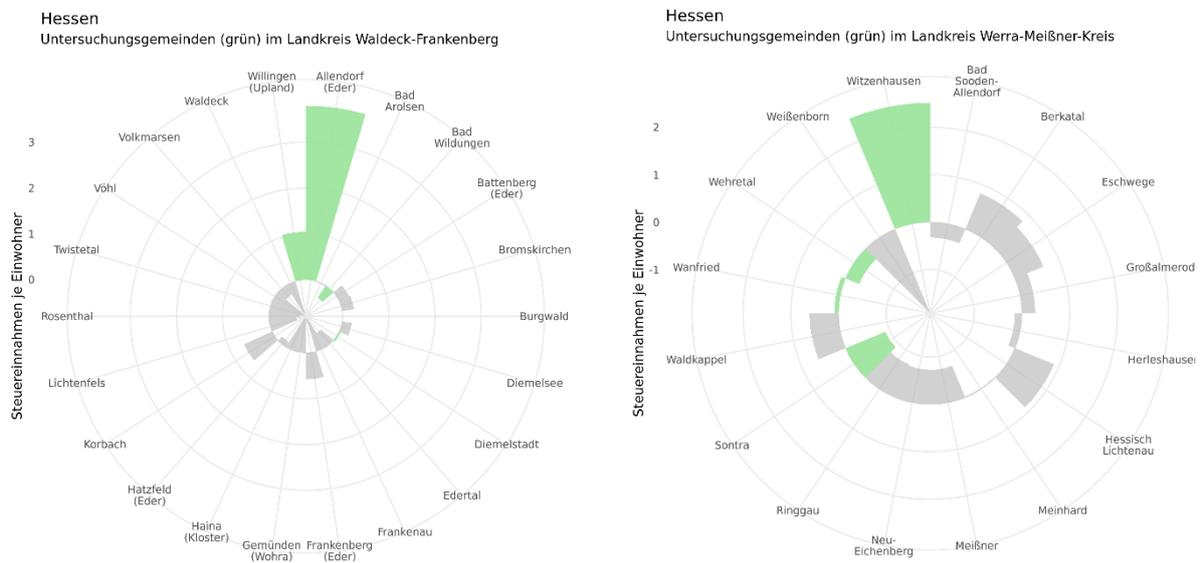 Hessen
Untersuchungsgemeinden (grün) im Landkreis Waldeck-Frankenberg
Willingen
(Upland)
Allendorf
(Eder)
Bad
Arolsen
Bad
Wildungen
Battenberg
(Eder)
Bromskirchen
Burgwald
Diemelsee
Diemelstadt
Edertal
Frankenau
Frankenberg
(Eder)
Gemünden
(Wohra)
Haina
(Kloster)
Hatzfeld
(Eder)
Korbach
Lichtenfels
Rosenthal
Twistetal
Vöhl
Volkmarsen
Waldeck
3
2
1
0
Steuereinnahmen je Einwohner
Hessen
Untersuchungsgemeinden (grün) im Landkreis Werra-Meißner-Kreis
Witzenhausen
Bad
Sooden-
Allendorf
Berkatal
Eschwege
Großalmerod
Herleshauser
Hessisch
Lichtenau
Meinhard
Meißner
Neu-
Eichenberg
Ringgau
Sontra
Waldkappel
Wanfried
Wehretal
Weißenborn
2
1
0
-1
Steuereinnahmen je Einwohner